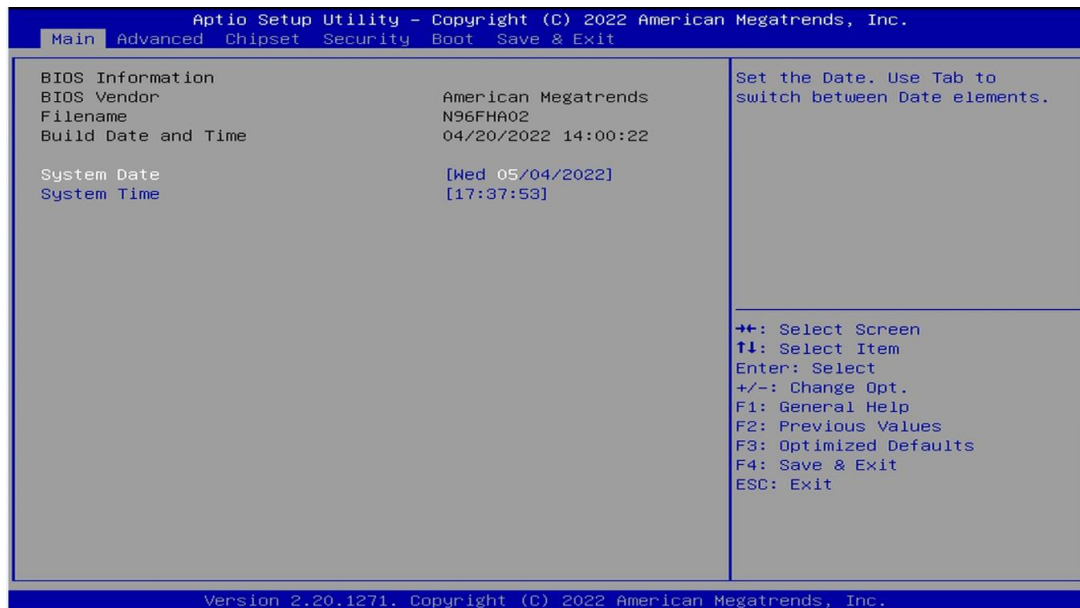 Aptio Setup Utility – Copyright (C) 2022 American Megatrends, Inc.
Main Advanced Chipset Security Boot Save & Exit
BIOS Information
BIOS Vendor American Megatrends
Filename N96FHA02
Build Date and Time 04/20/2022 14:00:22
System Date [Wed 05/04/2022]
System Time [17:37:53]
Set the Date. Use Tab to
switch between Date elements.
→←: Select Screen
↑↓: Select Item
Enter: Select
+/-: Change Opt.
F1: General Help
F2: Previous Values
F3: Optimized Defaults
F4: Save & Exit
ESC: Exit
Version 2.20.1271. Copyright (C) 2022 American Megatrends, Inc.